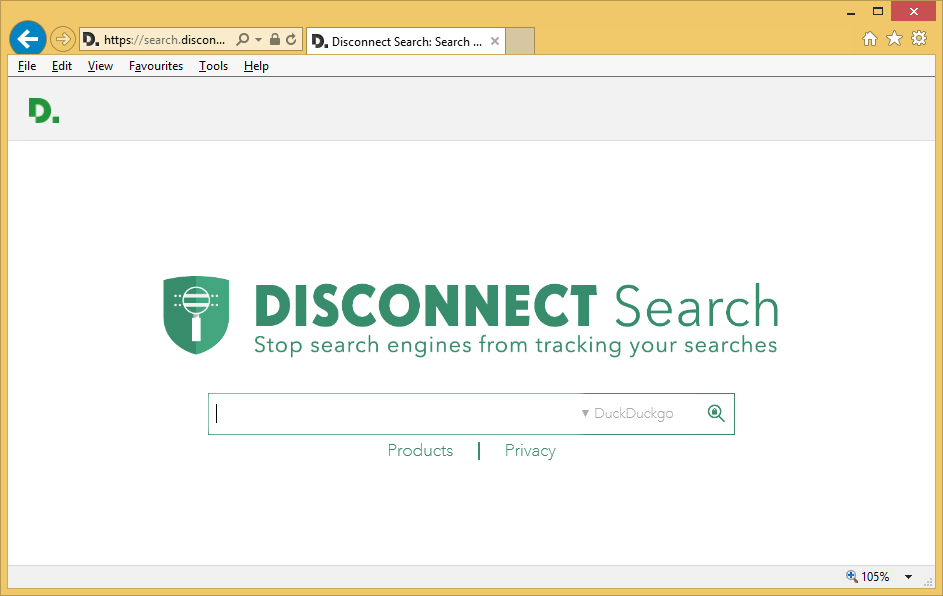 D. https://search.discon...
D. Disconnect Search: Search ...
File Edit View Favourites Tools Help
D.
DISCONNECT Search
Stop search engines from tracking your searches
▼ DuckDuckgo
Products | Privacy
105%